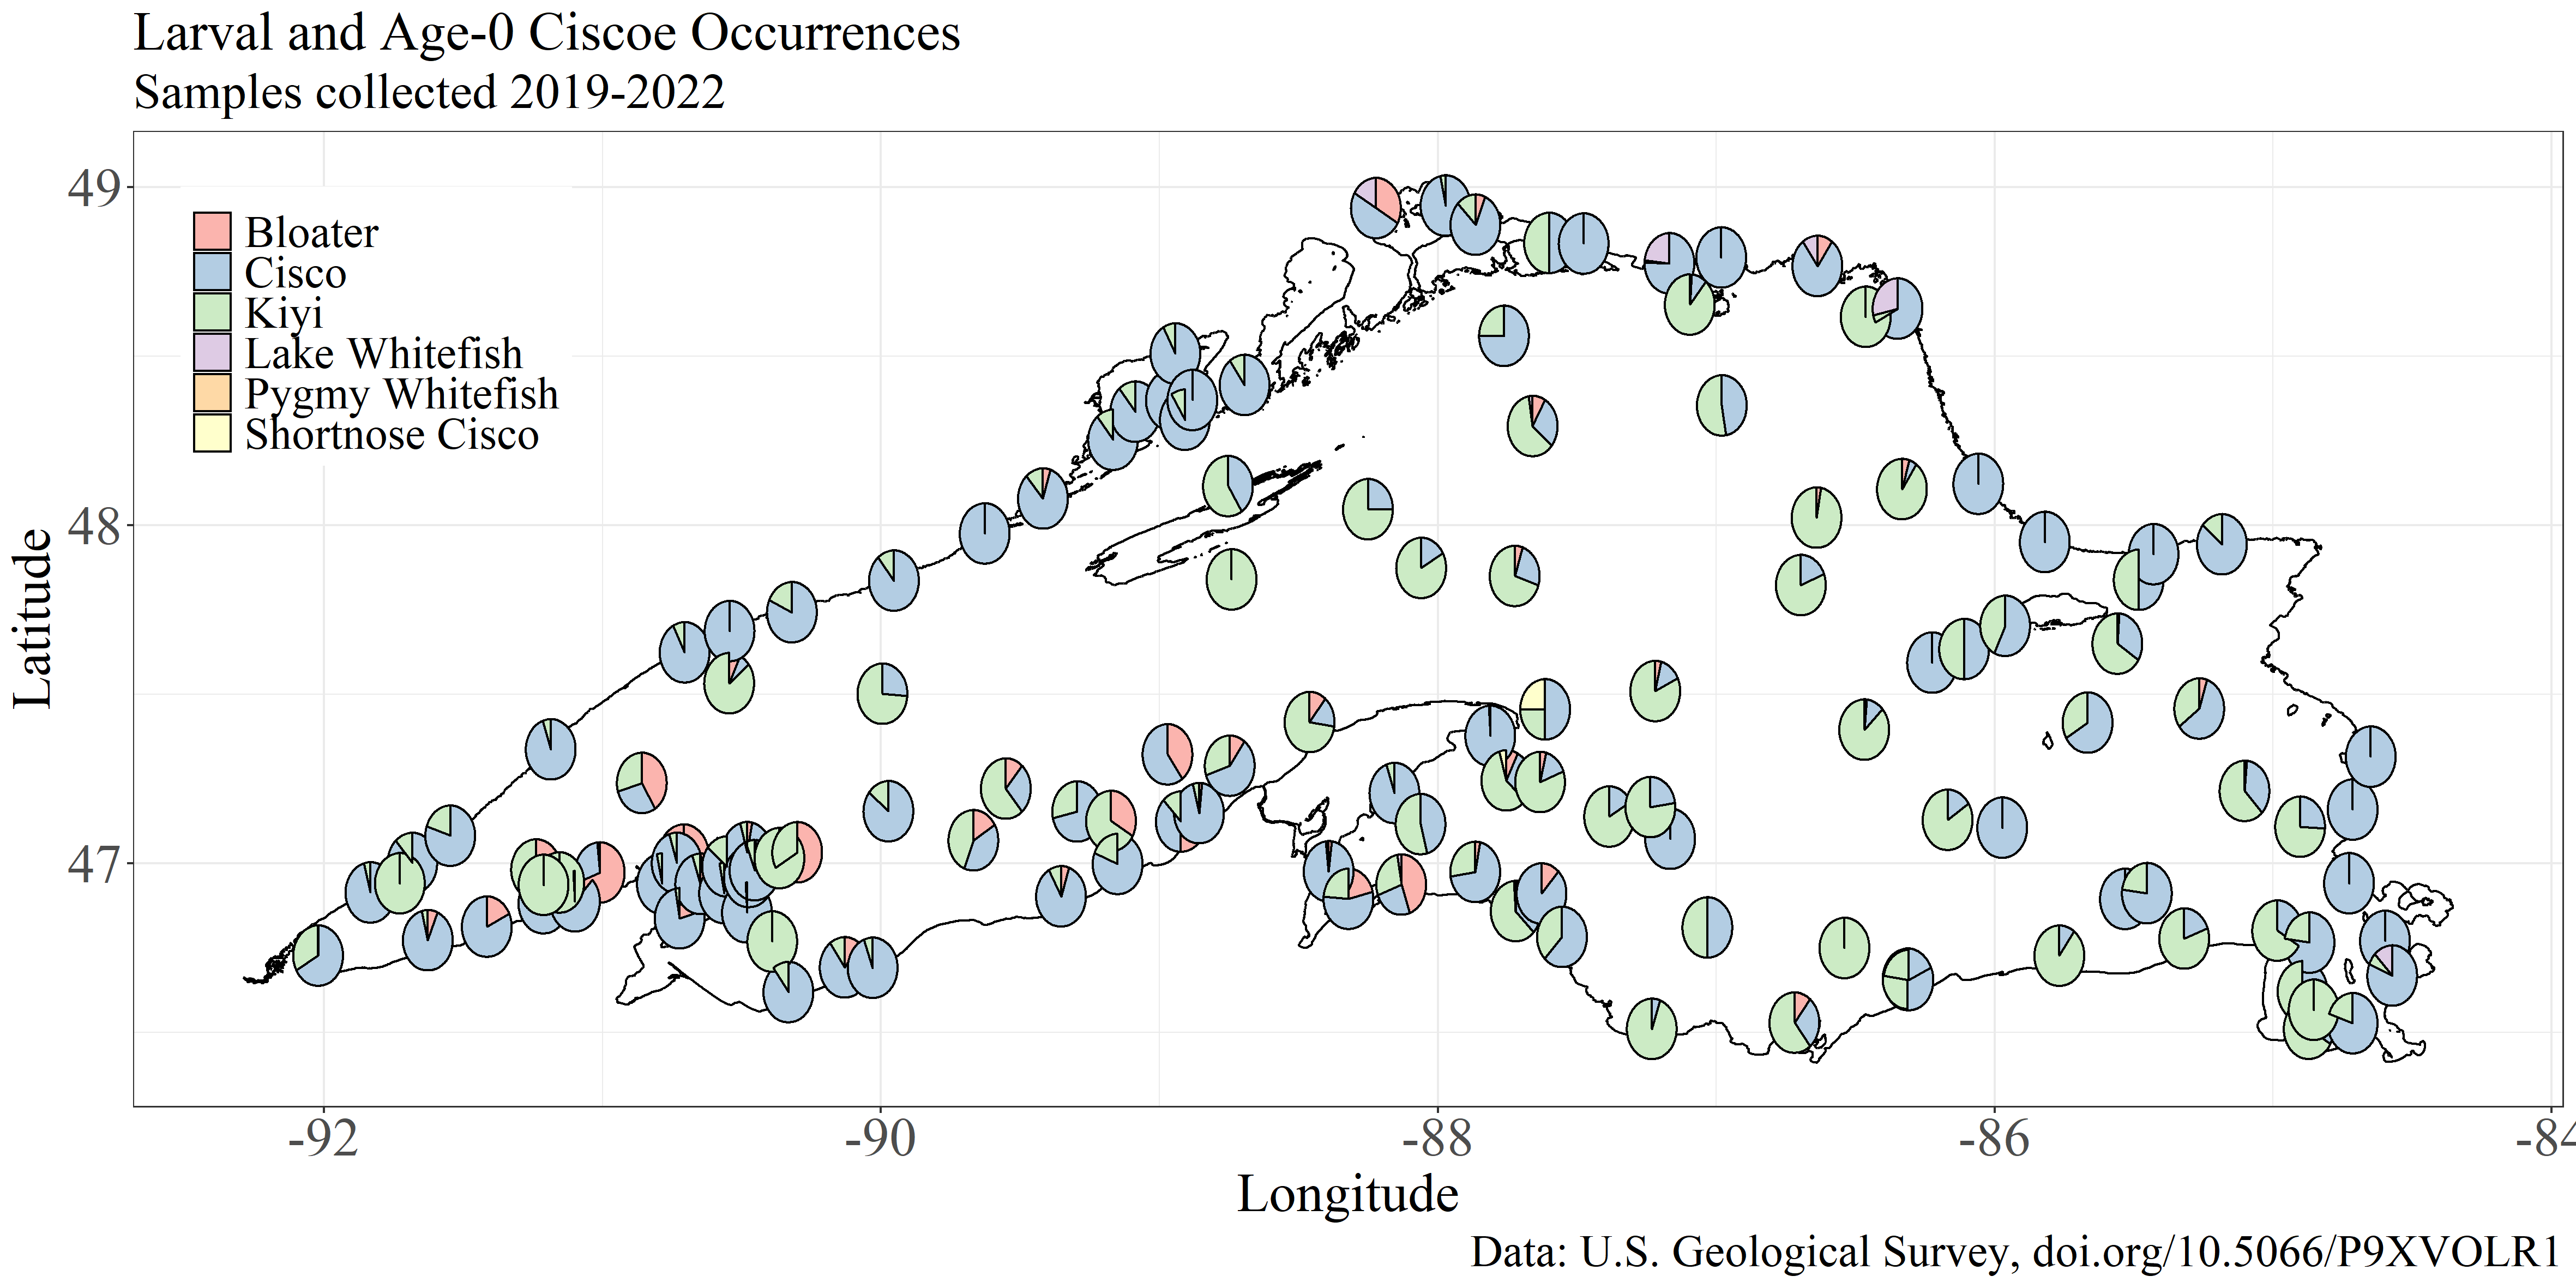 Larval and Age-0 Ciscoe Occurrences
Samples collected 2019-2022
49
48
47
Latitude
Bloater
Cisco
Kiyi
Lake Whitefish
Pygmy Whitefish
Shortnose Cisco
-92
-90
-88
-86
-84
Longitude
Data: U.S. Geological Survey, doi.org/10.5066/P9XVOLR1